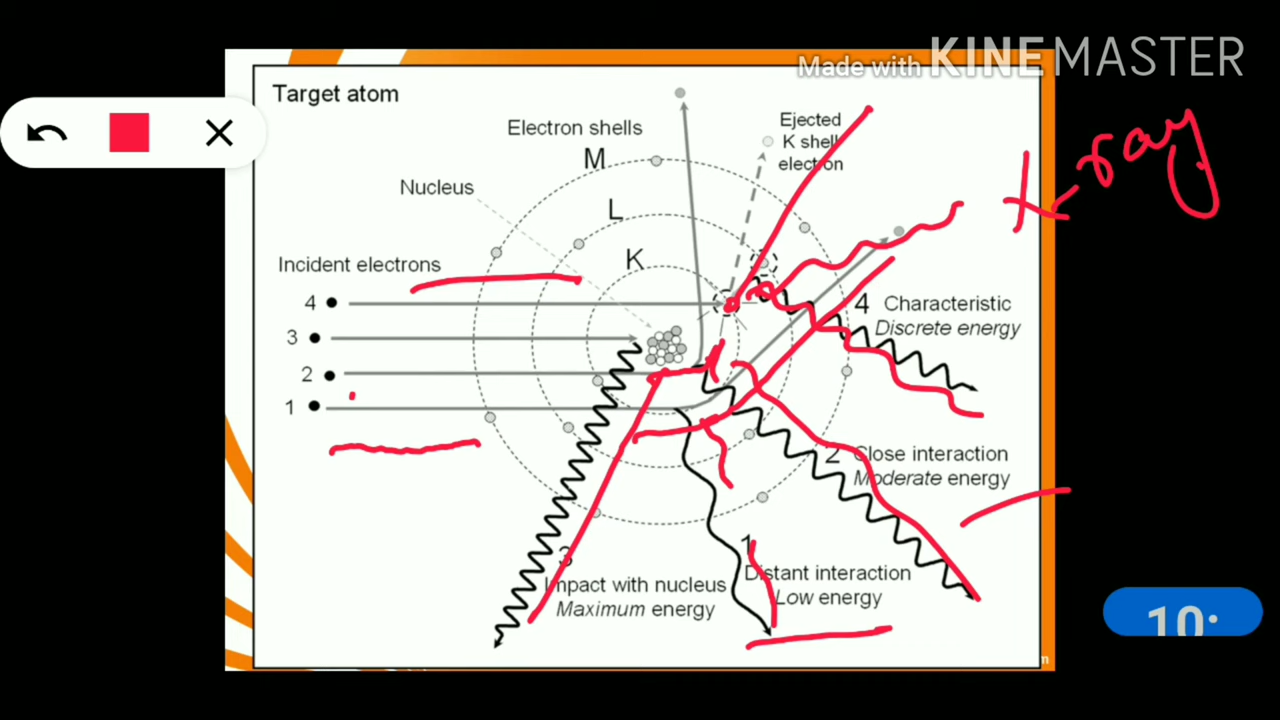 Made with KINEMASTER
Target atom
Electron shells
M
Ejected
K shell
electron
ray
Nucleus
L
K
Incident electrons
4
3
2
1
4 Characteristic
Discrete energy
2 Close interaction
Moderate energy
1
Distant interaction
Low energy
3
Impact with nucleus
Maximum energy
10:
m